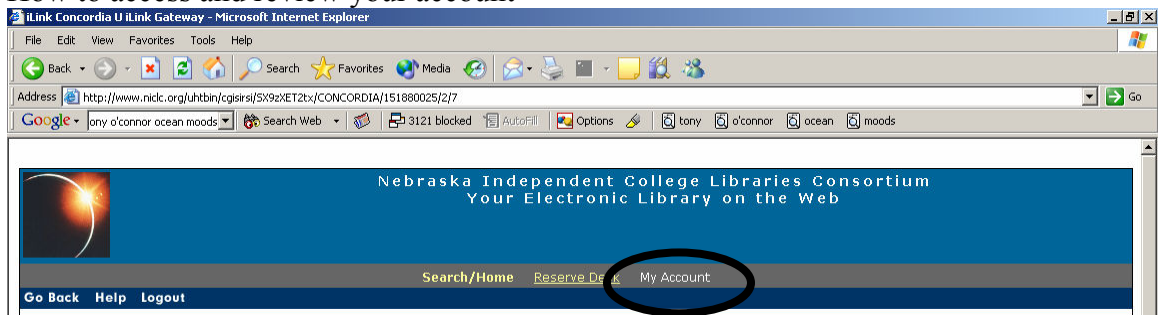 How to access and review your account
iLink Concordia U iLink Gateway - Microsoft Internet Explorer
File Edit View Favorites Tools Help
Back Search Favorites Media
Address http://www.niclc.org/uhtbin/cgisirsi/SX9zXET2tx/CONCORDIA/151880025/2/7 Go
Google ony o'connor ocean moods Search Web 3121 blocked AutoFill Options tony o'connor ocean moods
Nebraska Independent College Libraries Consortium
Your Electronic Library on the Web
Search/Home Reserve Desk My Account
Go Back Help Logout